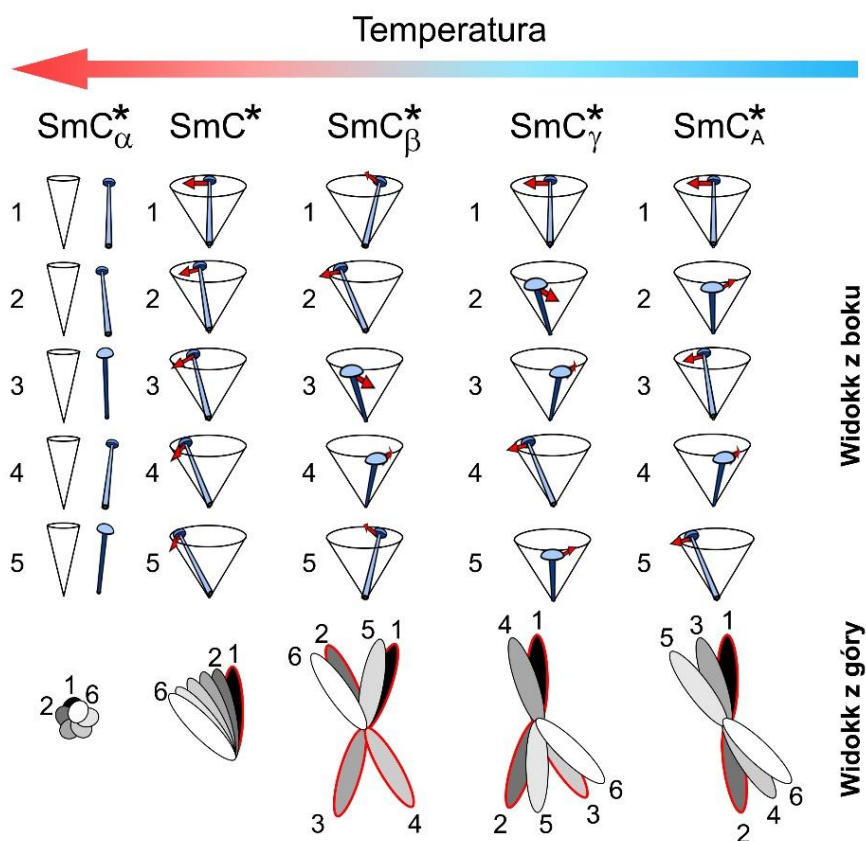 Temperatura
SmC*α SmC* SmC*β SmC*γ SmC*A
1 1 1 1 1
2 2 2 2 2
3 3 3 3 3
4 4 4 4 4
5 5 5 5 5
Widokk z boku
1 2 6
1 2 6
1 2 3 4 5 6
1 2 3 4 5 6
1 2 3 4 5 6
Widokk z góry